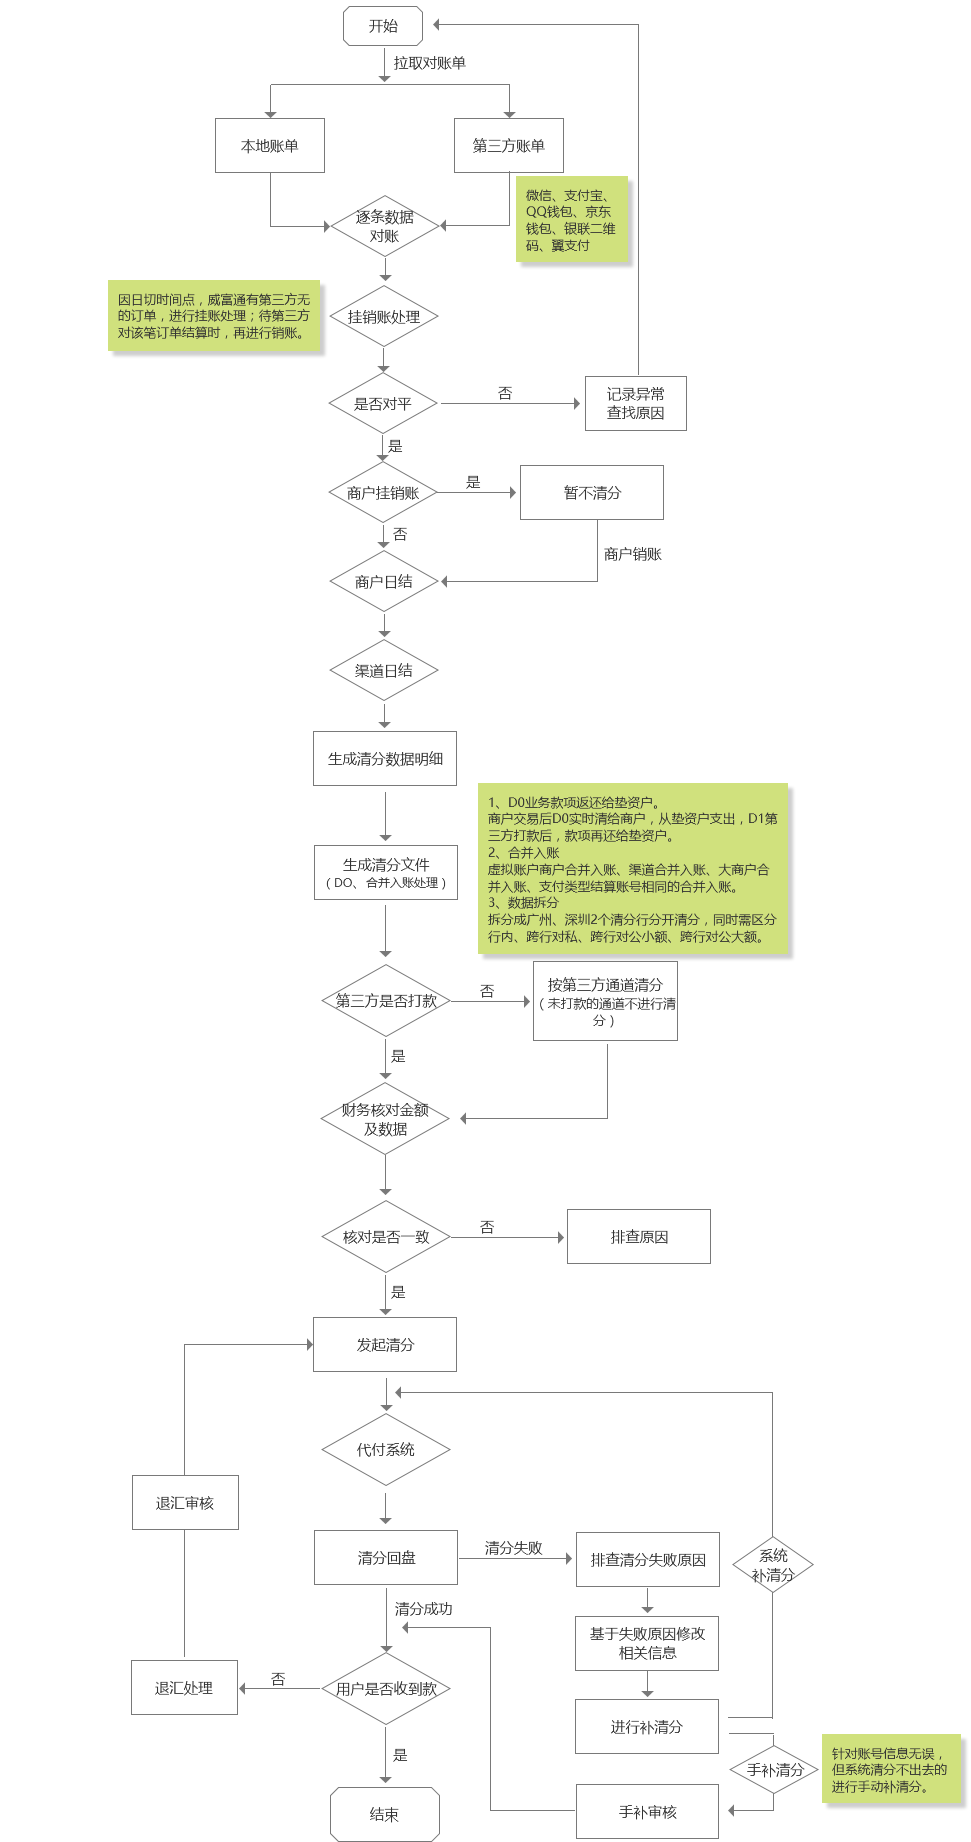 开始
拉取对账单
本地账单
第三方账单
微信、支付宝、
QQ钱包、京东
钱包、银联二维
码、翼支付
逐条数据
对账
因日切时间点，威富通有第三方无
的订单，进行挂账处理；待第三方
对该笔订单结算时，再进行销账。
挂销账处理
是否对平
否
记录异常
查找原因
是
商户挂销账
是
暂不清分
否
商户销账
商户日结
渠道日结
生成清分数据明细
1、D0业务款项返还给垫资户。
商户交易后D0实时清给商户，从垫资户支出，D1第
三方打款后，款项再还给垫资户。
2、合并入账
虚拟账户商户合并入账、渠道合并入账、大商户合
并入账、支付类型结算账号相同的合并入账。
3、数据拆分
拆分成广州、深圳2个清分行分开清分，同时需区分
行内、跨行对私、跨行对公小额、跨行对公大额。
生成清分文件
（DO、合并入账处理）
第三方是否打款
否
按第三方通道清分
（未打款的通道不进行清
分）
是
财务核对金额
及数据
核对是否一致
否
排查原因
是
发起清分
代付系统
退汇审核
清分回盘
清分失败
排查清分失败原因
系统
补清分
清分成功
基于失败原因修改
相关信息
用户是否收到款
否
退汇处理
进行补清分
是
手补清分
针对账号信息无误，
但系统清分不出去的
进行手动补清分。
结束
手补审核